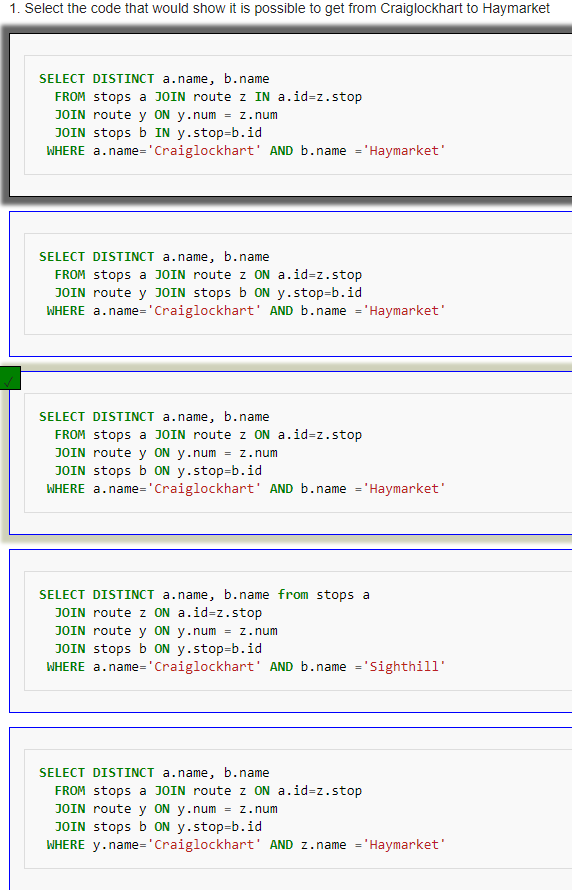 1. Select the code that would show it is possible to get from Craiglockhart to Haymarket
SELECT DISTINCT a.name, b.name
FROM stops a JOIN route z IN a.id=z.stop
JOIN route y ON y.num = z.num
JOIN stops b IN y.stop=b.id
WHERE a.name='Craiglockhart' AND b.name ='Haymarket'
SELECT DISTINCT a.name, b.name
FROM stops a JOIN route z ON a.id=z.stop
JOIN route y JOIN stops b ON y.stop=b.id
WHERE a.name='Craiglockhart' AND b.name ='Haymarket'
SELECT DISTINCT a.name, b.name
FROM stops a JOIN route z ON a.id=z.stop
JOIN route y ON y.num = z.num
JOIN stops b ON y.stop=b.id
WHERE a.name='Craiglockhart' AND b.name ='Haymarket'
SELECT DISTINCT a.name, b.name from stops a
JOIN route z ON a.id=z.stop
JOIN route y ON y.num = z.num
JOIN stops b ON y.stop=b.id
WHERE a.name='Craiglockhart' AND b.name ='Sighthill'
SELECT DISTINCT a.name, b.name
FROM stops a JOIN route z ON a.id=z.stop
JOIN route y ON y.num = z.num
JOIN stops b ON y.stop=b.id
WHERE y.name='Craiglockhart' AND z.name ='Haymarket'